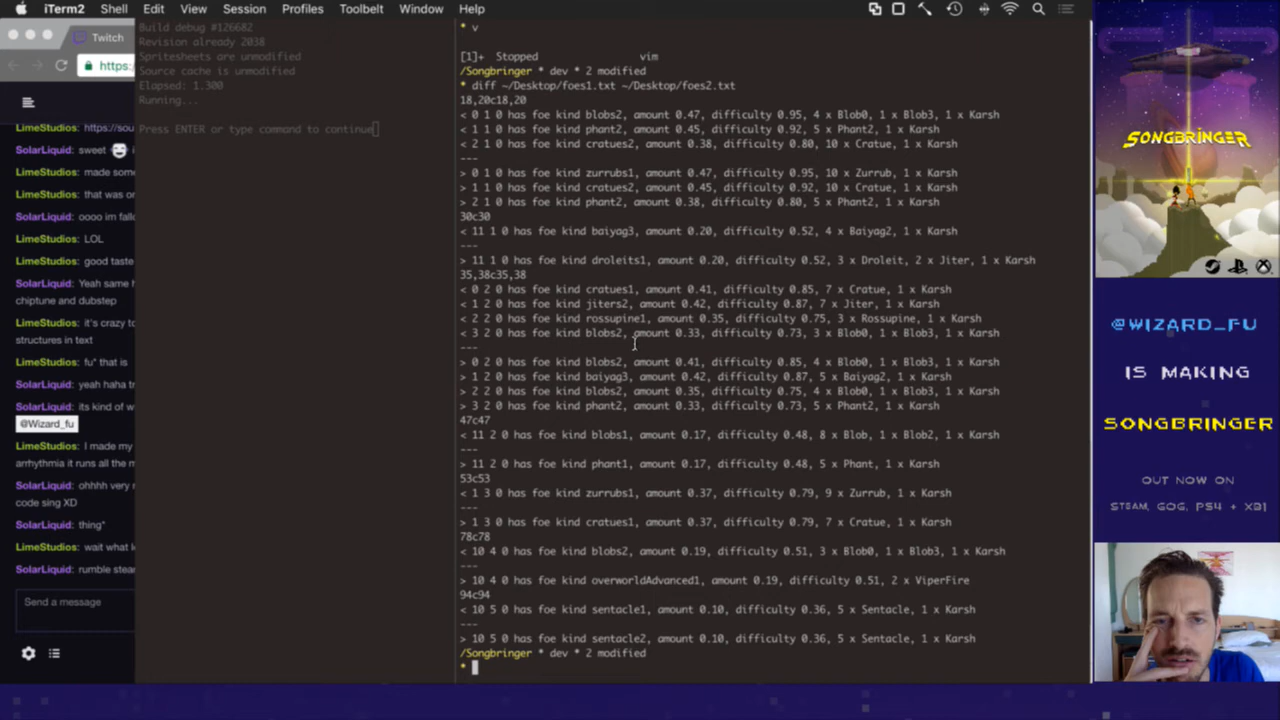 iTerm2 Shell Edit View Session Profiles Toolbelt Window Help
Twitch
https:
LimeStudios: https://sou
SolarLiquid: sweet
LimeStudios: made some
LimeStudios: that was or
SolarLiquid: oooo im fall
LimeStudios: LOL
LimeStudios: good taste
SolarLiquid: Yeah same h
chiptune and dubstep
LimeStudios: it's crazy to
structures in text
LimeStudios: fu* that is
SolarLiquid: yeah haha tr
SolarLiquid: its kind of w
@Wizard_fu
LimeStudios: I made my
arrhythmia it runs all the m
SolarLiquid: ohhhh very
code sing XD
SolarLiquid: thing*
LimeStudios: wait what
SolarLiquid: rumble stea
Send a message
Build debug #126682
Revision already 2038
Spritesheets are unmodified
Source cache is unmodified
Elapsed: 1.300
Running...
Press ENTER or type command to continue
* v
[1]+ Stopped vim
/Songbringer * dev * 2 modified
* diff ~/Desktop/foes1.txt ~/Desktop/foes2.txt
18,20c18,20
< 0 1 0 has foe kind blobs2, amount 0.47, difficulty 0.95, 4 x Blob0, 1 x Blob3, 1 x Karsh
< 1 1 0 has foe kind phant2, amount 0.45, difficulty 0.92, 5 x Phant2, 1 x Karsh
< 2 1 0 has foe kind cratues2, amount 0.38, difficulty 0.80, 10 x Cratue, 1 x Karsh
---
> 0 1 0 has foe kind zurrubs1, amount 0.47, difficulty 0.95, 10 x Zurrub, 1 x Karsh
> 1 1 0 has foe kind cratues2, amount 0.45, difficulty 0.92, 10 x Cratue, 1 x Karsh
> 2 1 0 has foe kind phant2, amount 0.38, difficulty 0.80, 5 x Phant2, 1 x Karsh
30c30
< 11 1 0 has foe kind baiyag3, amount 0.20, difficulty 0.52, 4 x Baiyag2, 1 x Karsh
---
> 11 1 0 has foe kind droleits1, amount 0.20, difficulty 0.52, 3 x Droleit, 2 x Jiter, 1 x Karsh
35,38c35,38
< 0 2 0 has foe kind cratues1, amount 0.41, difficulty 0.85, 7 x Cratue, 1 x Karsh
< 1 2 0 has foe kind jiters2, amount 0.42, difficulty 0.87, 7 x Jiter, 1 x Karsh
< 2 2 0 has foe kind rossupine1, amount 0.35, difficulty 0.75, 3 x Rossupine, 1 x Karsh
< 3 2 0 has foe kind blobs2, amount 0.33, difficulty 0.73, 3 x Blob0, 1 x Blob3, 1 x Karsh
---
> 0 2 0 has foe kind blobs2, amount 0.41, difficulty 0.85, 4 x Blob0, 1 x Blob3, 1 x Karsh
> 1 2 0 has foe kind baiyag3, amount 0.42, difficulty 0.87, 5 x Baiyag2, 1 x Karsh
> 2 2 0 has foe kind blobs2, amount 0.35, difficulty 0.75, 4 x Blob0, 1 x Blob3, 1 x Karsh
> 3 2 0 has foe kind phant2, amount 0.33, difficulty 0.73, 5 x Phant2, 1 x Karsh
47c47
< 11 2 0 has foe kind blobs1, amount 0.17, difficulty 0.48, 8 x Blob, 1 x Blob2, 1 x Karsh
---
> 11 2 0 has foe kind phant1, amount 0.17, difficulty 0.48, 5 x Phant, 1 x Karsh
53c53
< 1 3 0 has foe kind zurrubs1, amount 0.37, difficulty 0.79, 9 x Zurrub, 1 x Karsh
---
> 1 3 0 has foe kind cratues1, amount 0.37, difficulty 0.79, 7 x Cratue, 1 x Karsh
78c78
< 10 4 0 has foe kind blobs2, amount 0.19, difficulty 0.51, 3 x Blob0, 1 x Blob3, 1 x Karsh
---
> 10 4 0 has foe kind overworldAdvanced1, amount 0.19, difficulty 0.51, 2 x ViperFire
94c94
< 10 5 0 has foe kind sentacle1, amount 0.10, difficulty 0.36, 5 x Sentacle, 1 x Karsh
---
> 10 5 0 has foe kind sentacle2, amount 0.10, difficulty 0.36, 5 x Sentacle, 1 x Karsh
/Songbringer * dev * 2 modified
*
SONGBRINGER
@WIZARD_FU
IS MAKING
SONGBRINGER
OUT NOW ON
STEAM, GOG, PS4 + XB1